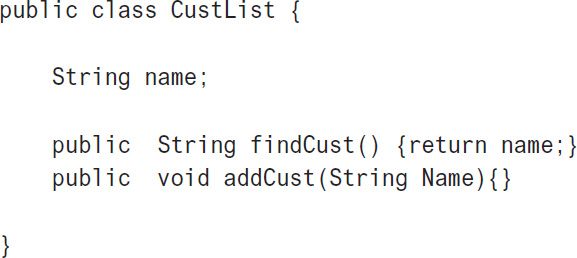 public class CustList {
String name;
public  String findCust() {return name;}
public  void addCust(String Name){}
}